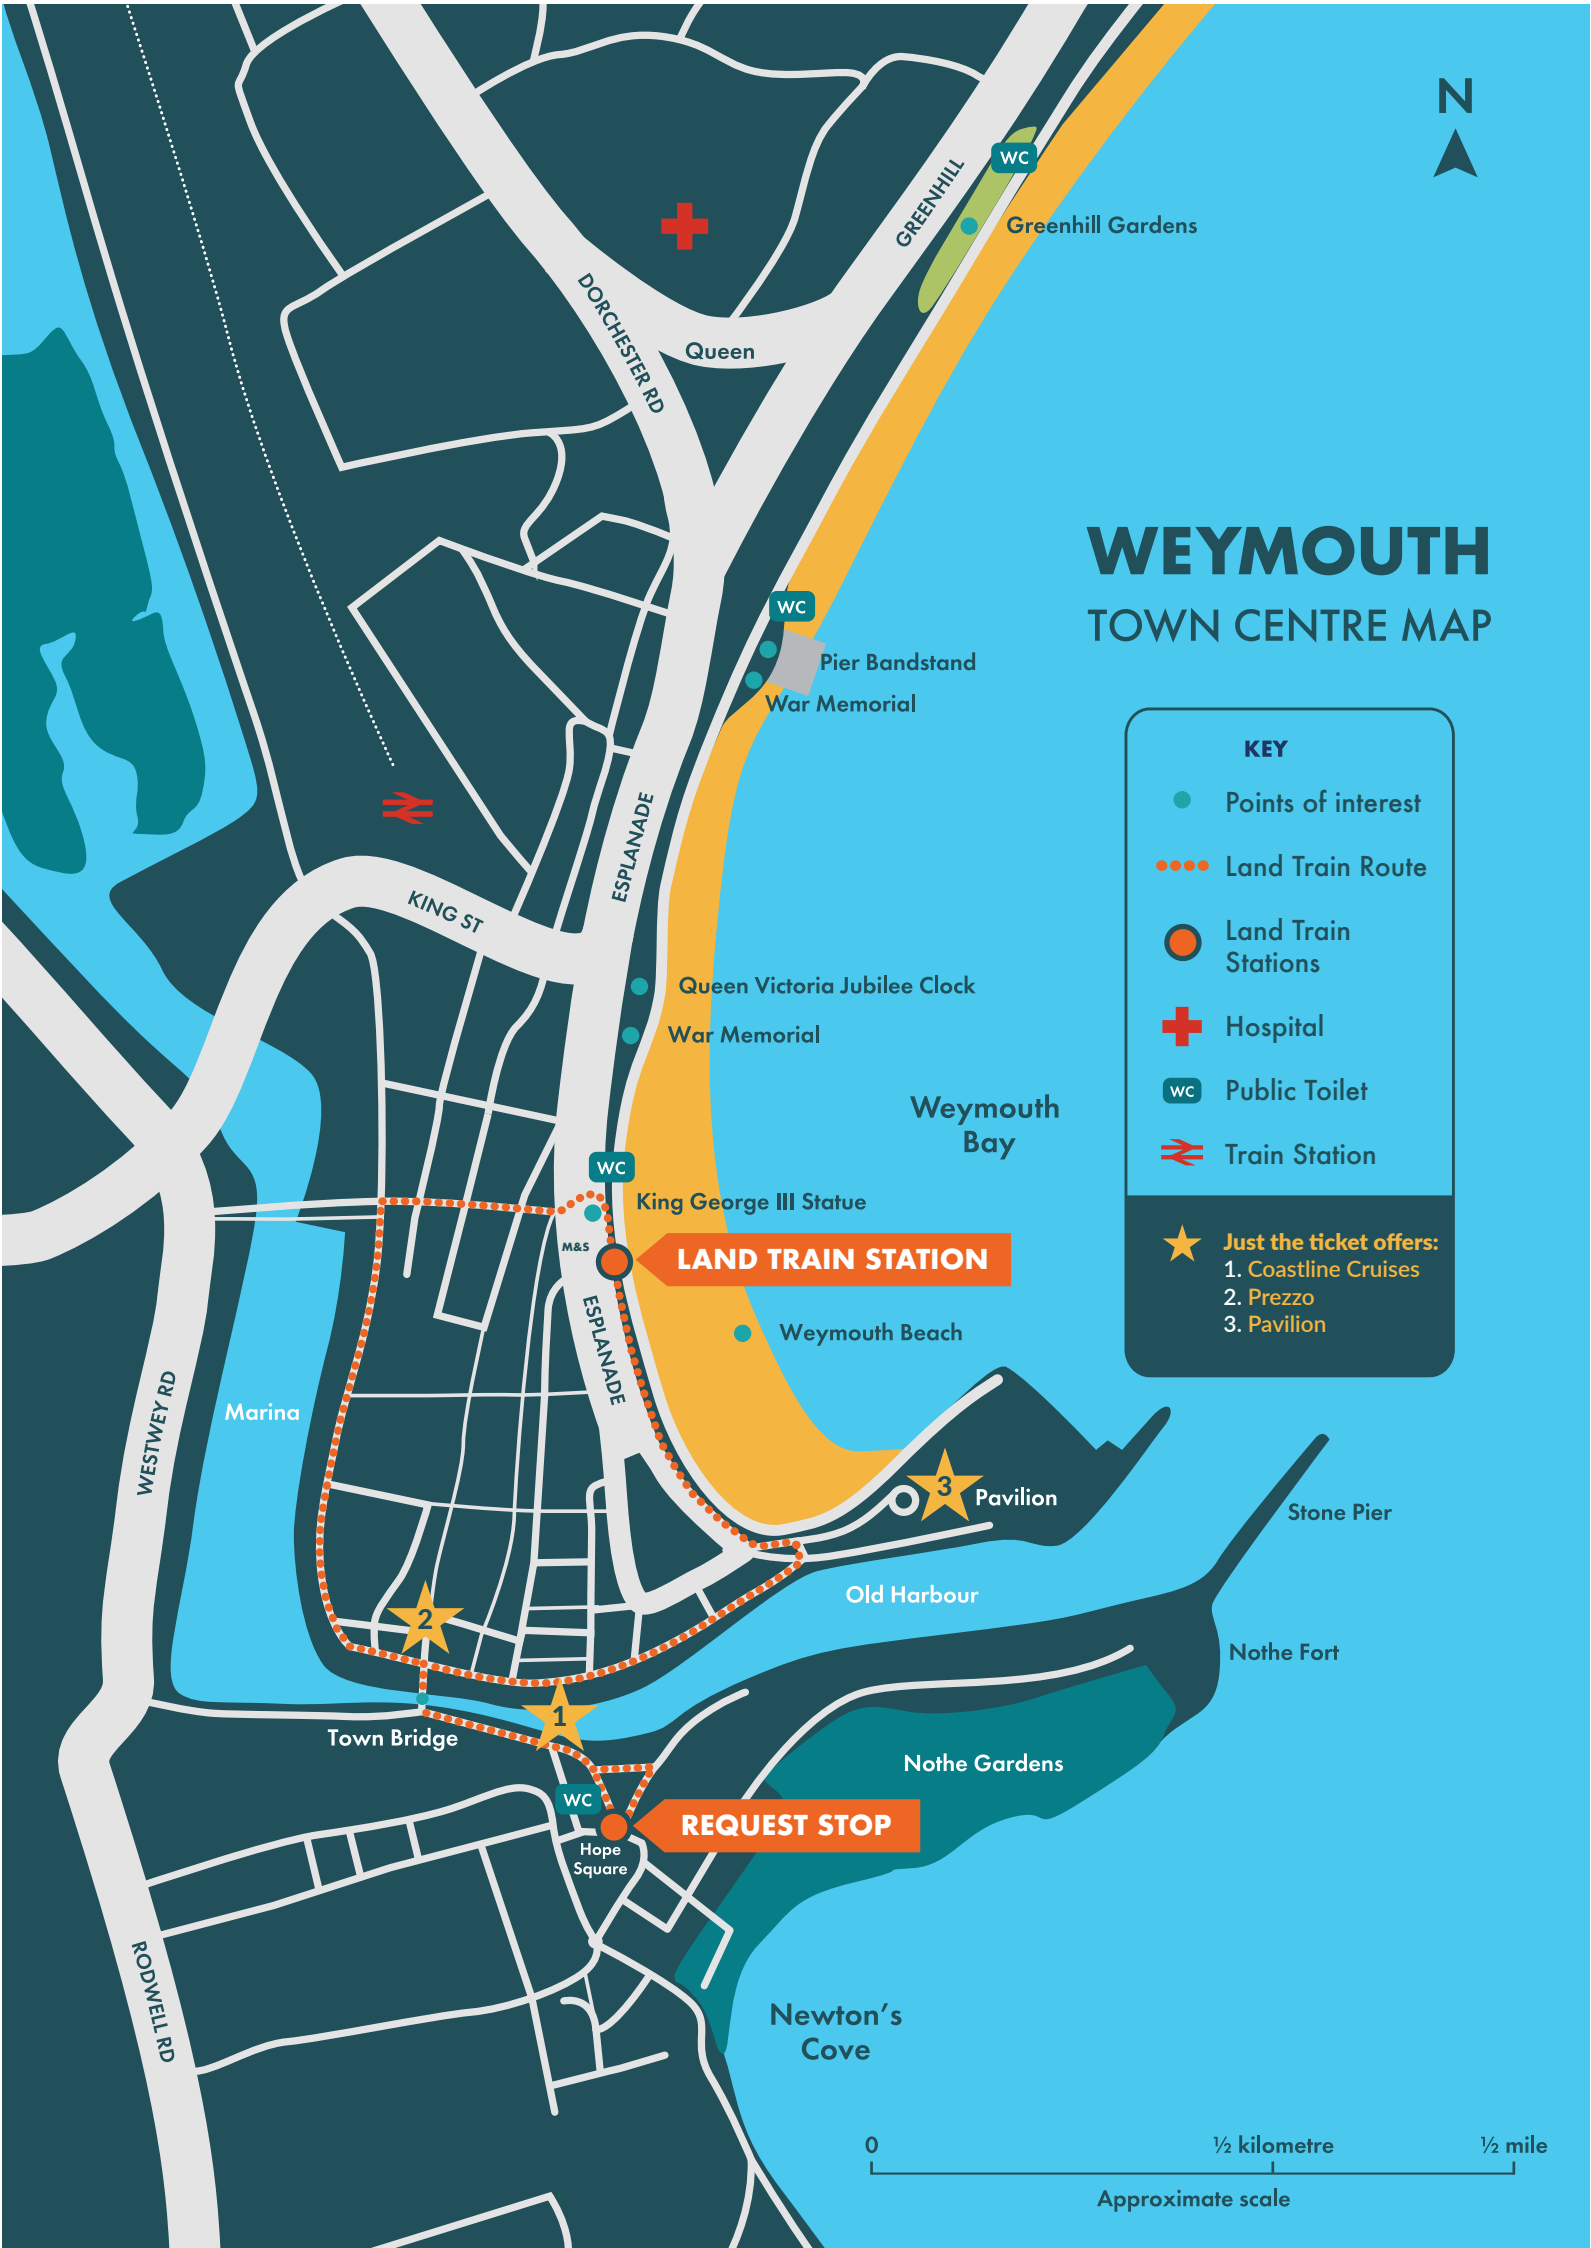 N
WC
GREENHILL
Greenhill Gardens
DORCHESTER RD
Queen
WEYMOUTH
TOWN CENTRE MAP
WC
Pier Bandstand
War Memorial
KEY
Points of interest
Land Train Route
Land Train
Stations
Hospital
WC Public Toilet
Train Station
Just the ticket offers:
1. Coastline Cruises
2. Prezzo
3. Pavilion
ESPLANADE
KING ST
Queen Victoria Jubilee Clock
War Memorial
Weymouth
Bay
WC
King George III Statue
M&S
LAND TRAIN STATION
ESPLANADE
Weymouth Beach
WESTWEY RD
Marina
3
Pavilion
Stone Pier
Old Harbour
2
Nothe Fort
1
Town Bridge
Nothe Gardens
WC
REQUEST STOP
Hope
Square
RODWELL RD
Newton's
Cove
0
½ kilometre
½ mile
Approximate scale